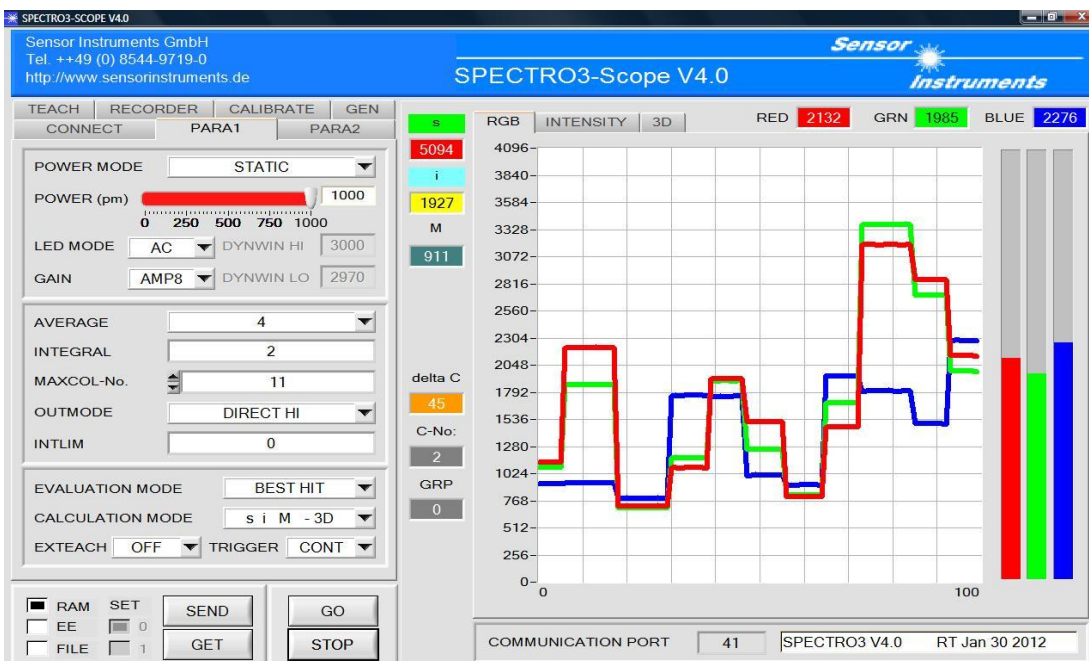 SPECTRO3-SCOPE V4.0
Sensor Instruments GmbH
Tel. ++49 (0) 8544-9719-0
http://www.sensorinstruments.de
SPECTRO3-Scope V4.0
Sensor
Instruments
TEACH RECORDER CALIBRATE GEN
CONNECT PARA1 PARA2
POWER MODE STATIC
POWER (pm) 1000
0 250 500 750 1000
LED MODE AC DYNWIN HI 3000
GAIN AMP8 DYNWIN LO 2970
AVERAGE 4
INTEGRAL 2
MAXCOL-No. 11
OUTMODE DIRECT HI
INTLIM 0
EVALUATION MODE BEST HIT
CALCULATION MODE s i M - 3D
EXTEACH OFF TRIGGER CONT
RAM SET
EE 0
FILE 1
SEND
GET
GO
STOP
s
5094
i
1927
M
911
delta C
45
C-No:
2
GRP
0
RGB INTENSITY 3D
RED 2132 GRN 1985 BLUE 2276
4096
3840
3584
3328
3072
2816
2560
2304
2048
1792
1536
1280
1024
768
512
256
0
0 100
COMMUNICATION PORT 41 SPECTRO3 V4.0 RT Jan 30 2012